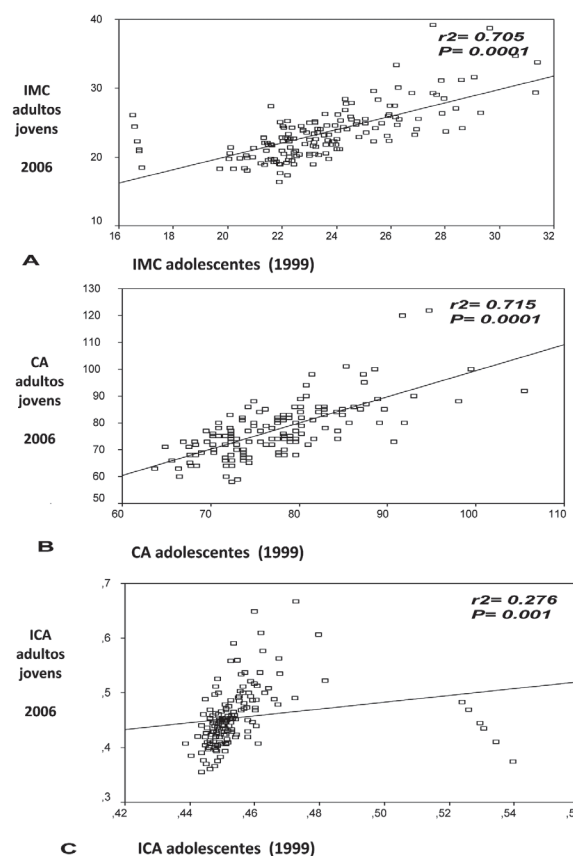 40
r2= 0.705
P= 0.0001
IMC
adultos
jovens
2006
30
20
10
16 18 20 22 24 26 28 30 32
A IMC adolescentes (1999)
130
r2= 0.715
P= 0.0001
120
110
CA
adultos
jovens
2006
100
90
80
70
60
50
60 70 80 90 100 110
B CA adolescentes (1999)
,7
r2= 0.276
P= 0.001
ICA
adultos
jovens
2006
,6
,5
,4
,3
,42 ,44 ,46 ,48 ,50 ,52 ,54
C ICA adolescentes (1999)